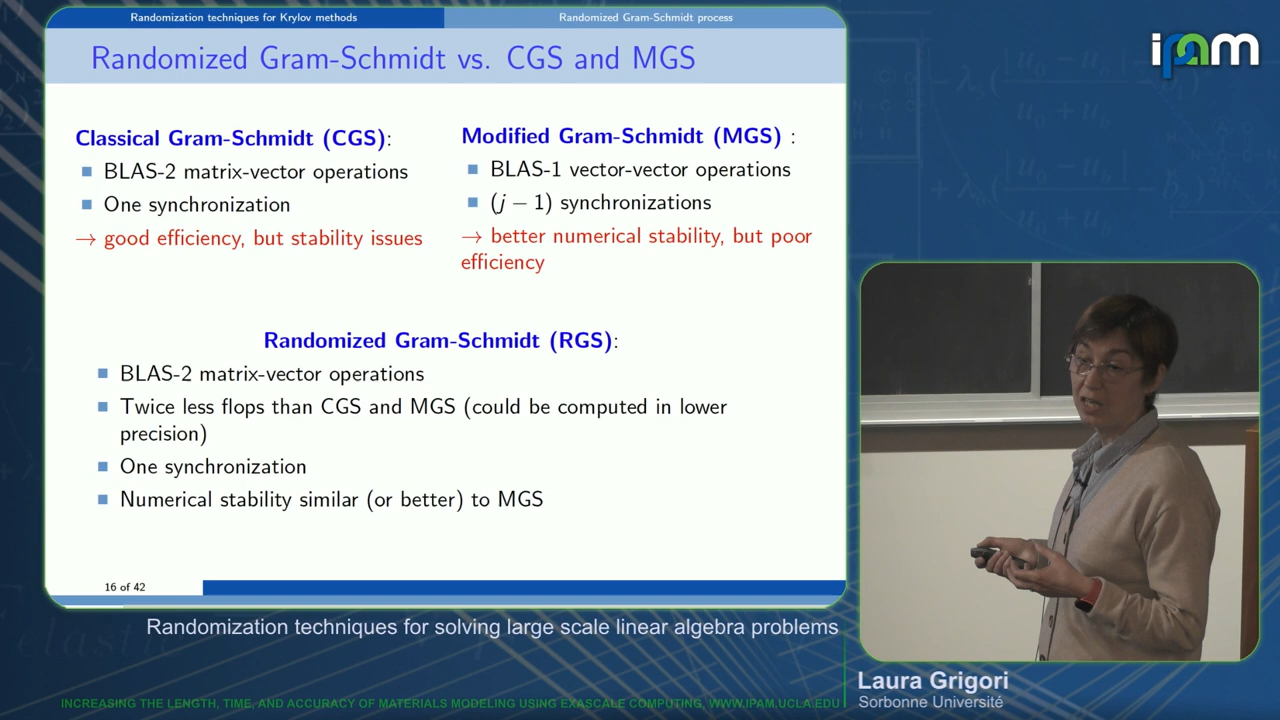 Randomization techniques for Krylov methods
Randomized Gram-Schmidt process
Randomized Gram-Schmidt vs. CGS and MGS
Classical Gram-Schmidt (CGS):
■ BLAS-2 matrix-vector operations
■ One synchronization
→ good efficiency, but stability issues
Modified Gram-Schmidt (MGS) :
■ BLAS-1 vector-vector operations
■ (j − 1) synchronizations
→ better numerical stability, but poor
efficiency
Randomized Gram-Schmidt (RGS):
■ BLAS-2 matrix-vector operations
■ Twice less flops than CGS and MGS (could be computed in lower
precision)
■ One synchronization
■ Numerical stability similar (or better) to MGS
16 of 42
ipam
Randomization techniques for solving large scale linear algebra problems
Laura Grigori
Sorbonne Université
INCREASING THE LENGTH, TIME, AND ACCURACY OF MATERIALS MODELING USING EXASCALE COMPUTING, WWW.IPAM.UCLA.EDU